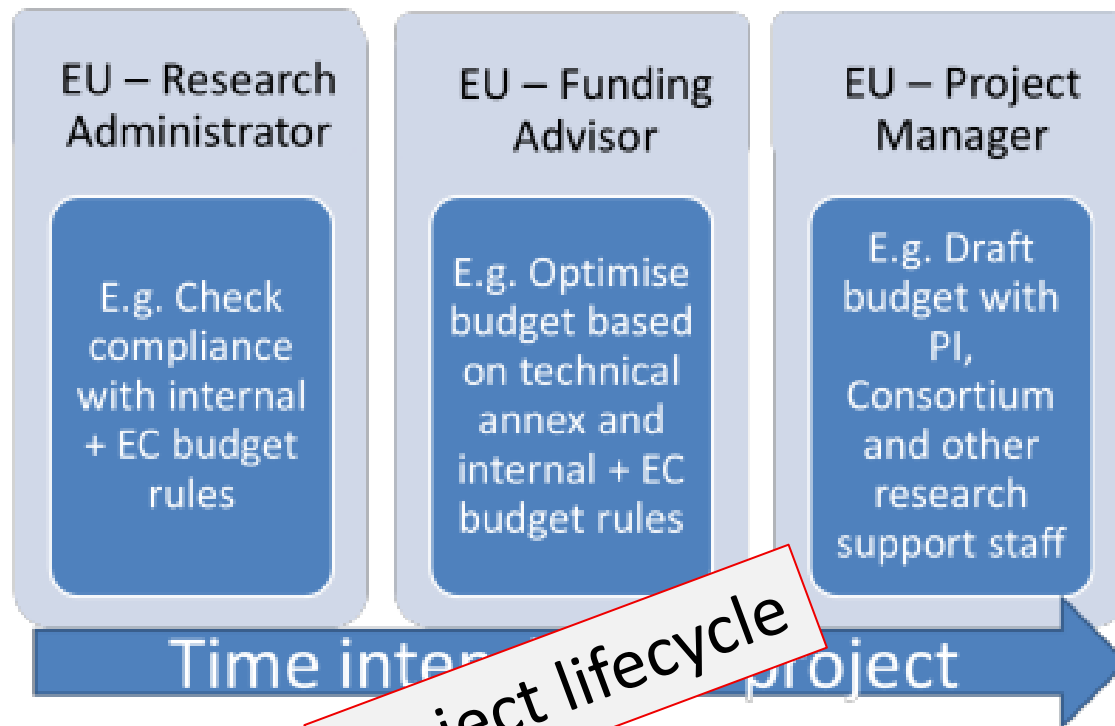 EU – Research
Administrator
E.g. Check
compliance
with internal
+ EC budget
rules
EU – Funding
Advisor
E.g. Optimise
budget based
on technical
annex and
internal + EC
budget rules
EU – Project
Manager
E.g. Draft
budget with
PI,
Consortium
and other
research
support staff
Time project
lifecycle